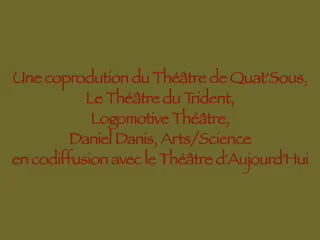 Une coprodution du Théâtre de Quat'Sous,
Le Théâtre du Trident,
Logomotive Théâtre,
Daniel Danis, Arts/Science
en codiffusion avec le Théâtre d'Aujourd'Hui